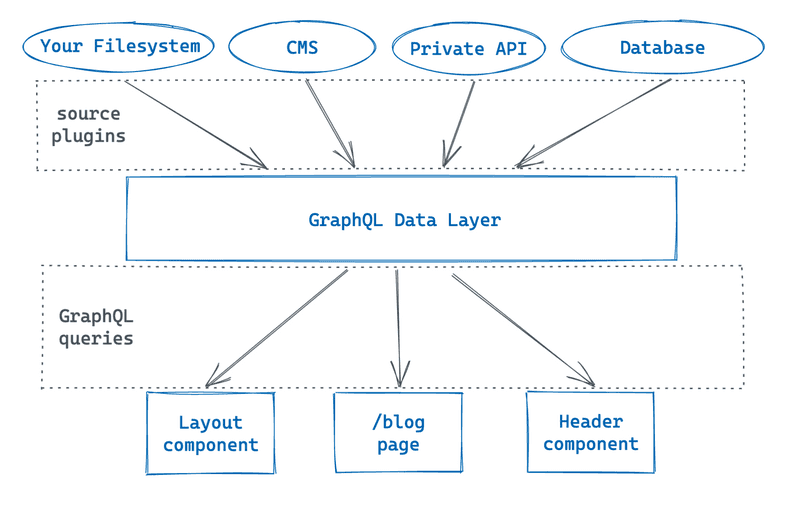 Your Filesystem
CMS
Private API
Database
source
plugins
GraphQL Data Layer
GraphQL
queries
Layout
component
/blog
page
Header
component